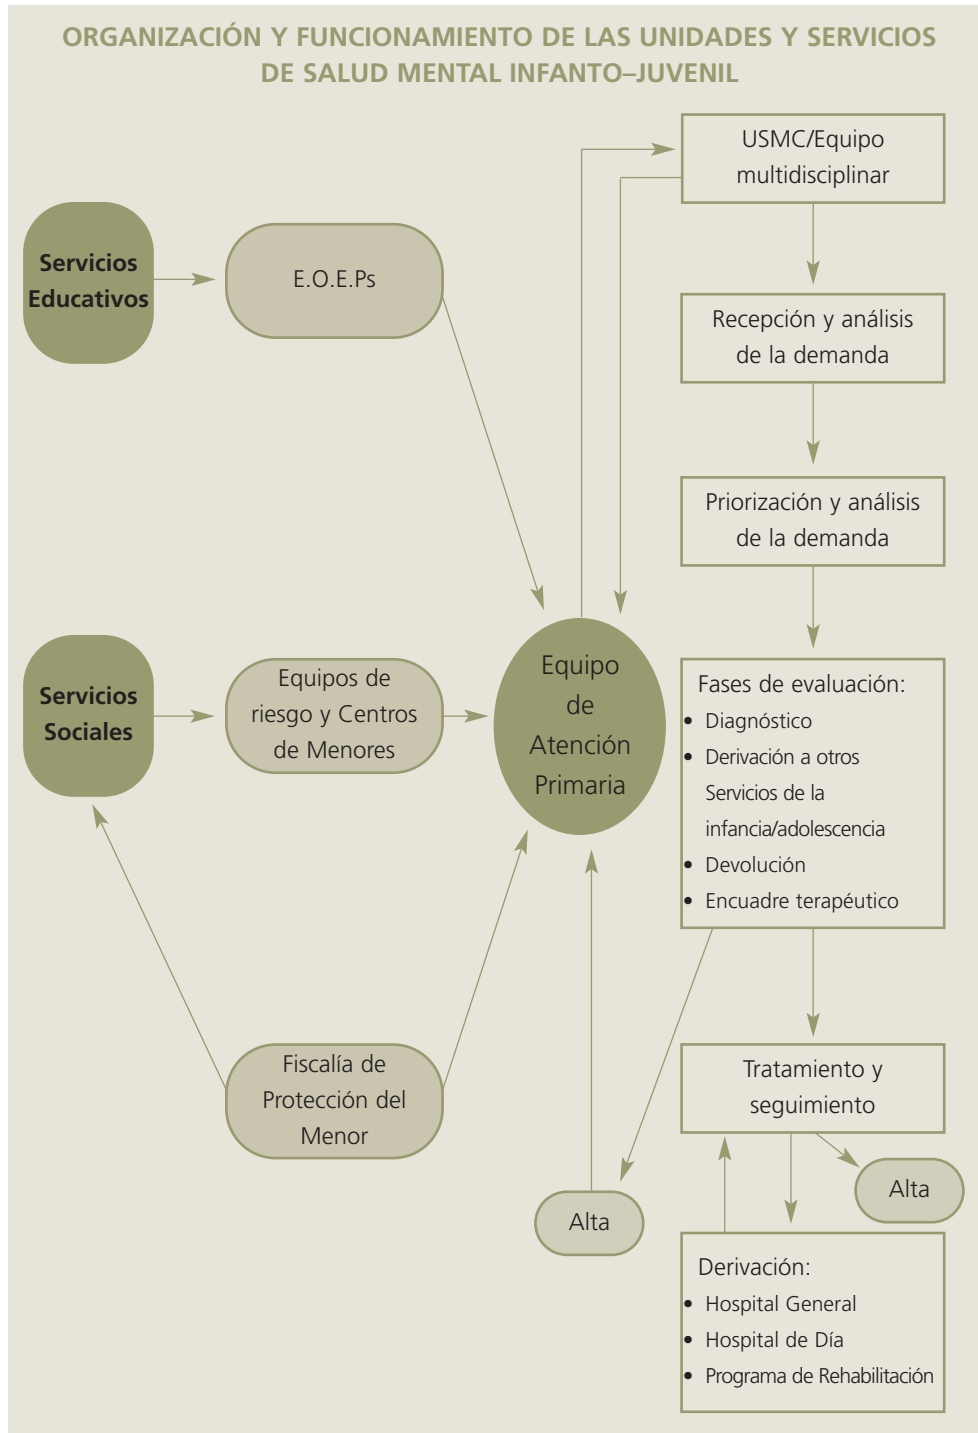 ORGANIZACIÓN Y FUNCIONAMIENTO DE LAS UNIDADES Y SERVICIOS
DE SALUD MENTAL INFANTO–JUVENIL
USMC/Equipo
multidisciplinar
Servicios
Educativos
E.O.E.Ps
Recepción y análisis
de la demanda
Priorización y análisis
de la demanda
Servicios
Sociales
Equipos de
riesgo y Centros
de Menores
Equipo
de
Atención
Primaria
Fases de evaluación:
• Diagnóstico
• Derivación a otros
Servicios de la
infancia/adolescencia
• Devolución
• Encuadre terapéutico
Fiscalía de
Protección del
Menor
Tratamiento y
seguimiento
Alta
Alta
Derivación:
• Hospital General
• Hospital de Día
• Programa de Rehabilitación